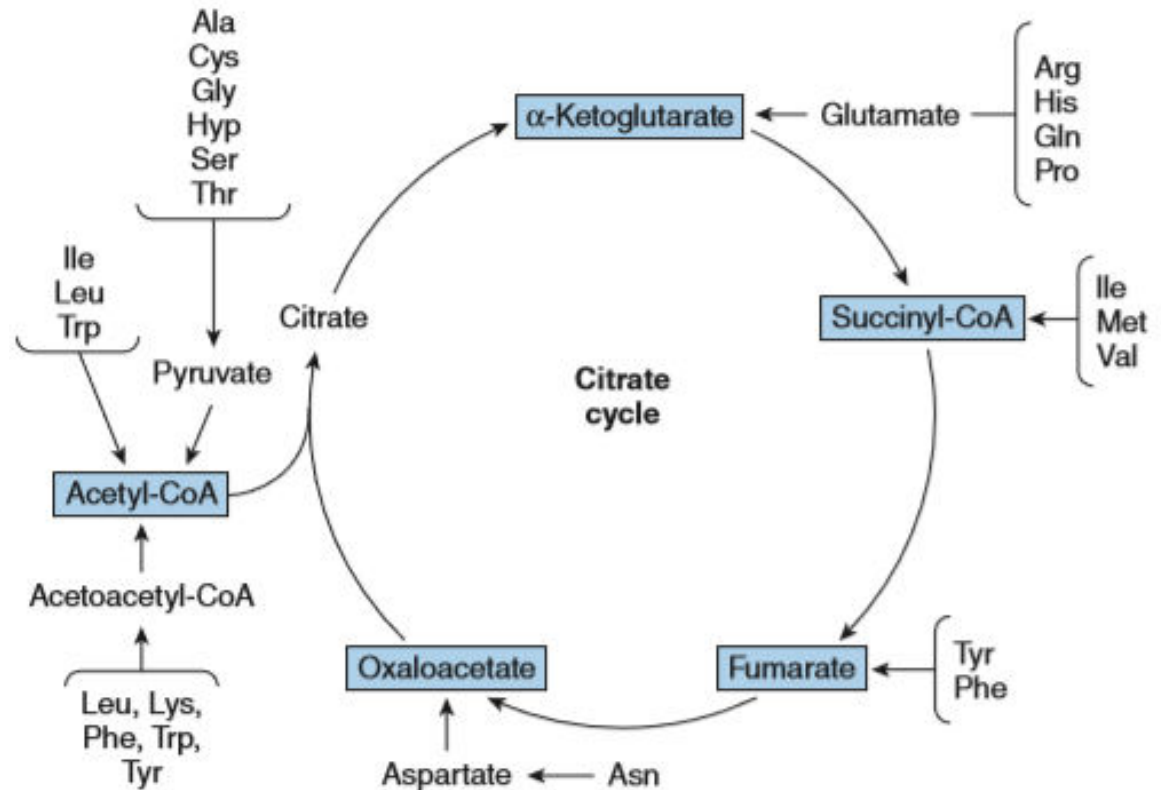 Ala
Cys
Gly
Hyp
Ser
Thr
α-Ketoglutarate
Glutamate
Arg
His
Gln
Pro
Ile
Leu
Trp
Citrate
Succinyl-CoA
Ile
Met
Val
Pyruvate
Citrate
cycle
Acetyl-CoA
Acetoacetyl-CoA
Oxaloacetate
Fumarate
Tyr
Phe
Leu, Lys,
Phe, Trp,
Tyr
Aspartate
Asn